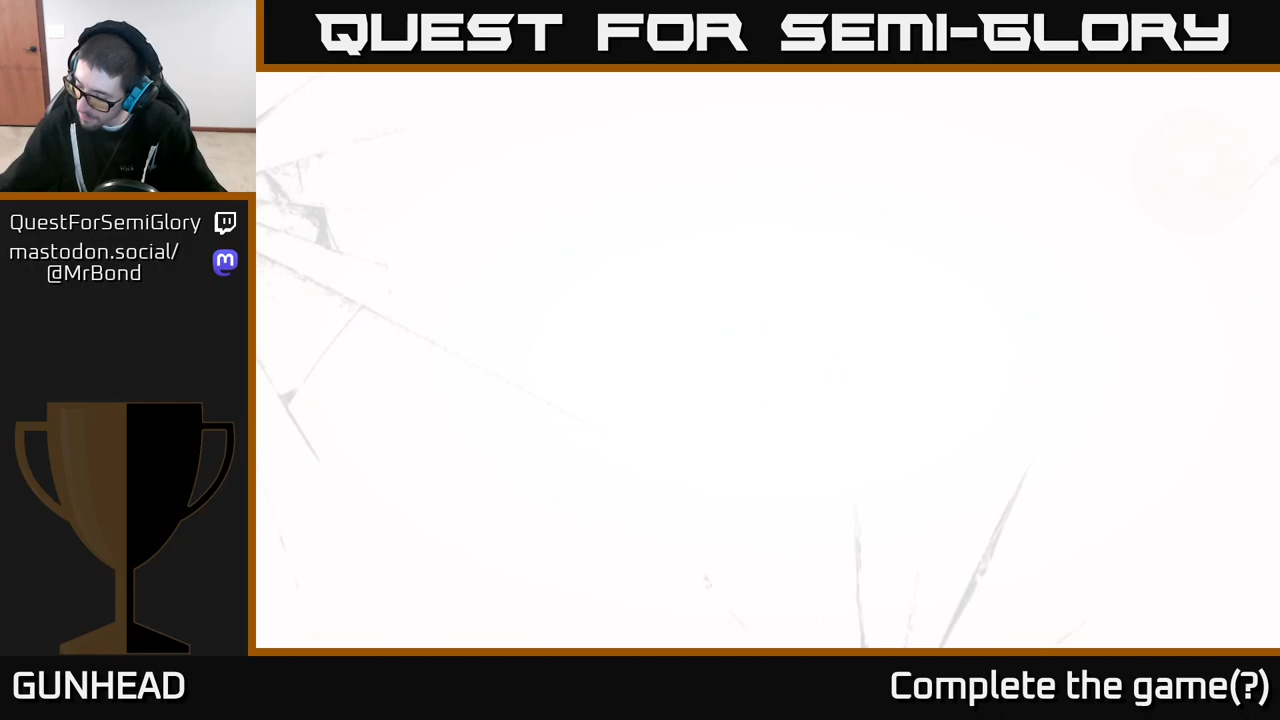 QUEST FOR SEMI-GLORY
QuestForSemiGlory
mastodon.social/
@MrBond
GUNHEAD
Complete the game(?)